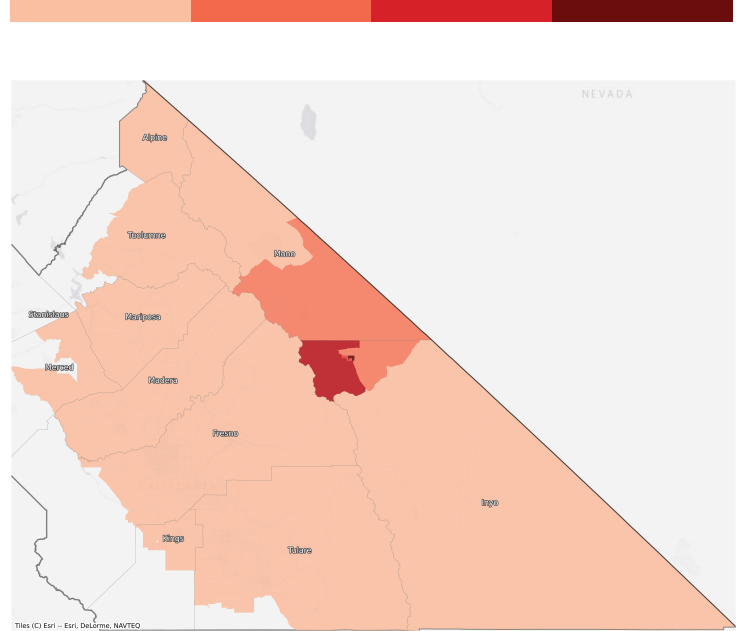 NEVADA
Alpine
Tuolumne
Mono
Stanislaus
Mariposa
Merced
Madera
Fresno
Inyo
Kings
Tulare
Tiles (C) Esri -- Esri, DeLorme, NAVTEQ